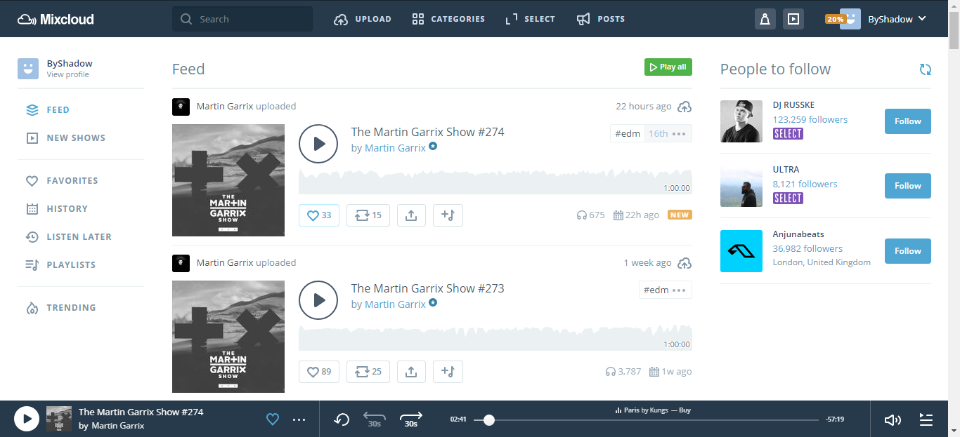 Mixcloud
Search
UPLOAD
CATEGORIES
SELECT
POSTS
20%
ByShadow
ByShadow
View profile
FEED
NEW SHOWS
FAVORITES
HISTORY
LISTEN LATER
PLAYLISTS
TRENDING
Feed
Play all
Martin Garrix uploaded
22 hours ago
THE
MARTIN
GARRIX
SHOW
The Martin Garrix Show #274
by Martin Garrix
#edm 16th
1:00:00
33
15
675
22h ago
NEW
Martin Garrix uploaded
1 week ago
THE
MARTIN
GARRIX
SHOW
The Martin Garrix Show #273
by Martin Garrix
#edm
1:00:00
89
25
3,787
1w ago
People to follow
DJ RUSSKE
123,259 followers
SELECT
Follow
ULTRA
8,121 followers
SELECT
Follow
Anjunabeats
36,982 followers
London, United Kingdom
Follow
The Martin Garrix Show #274
by Martin Garrix
30s
30s
02:41
Paris by Kungs — Buy
-57:19